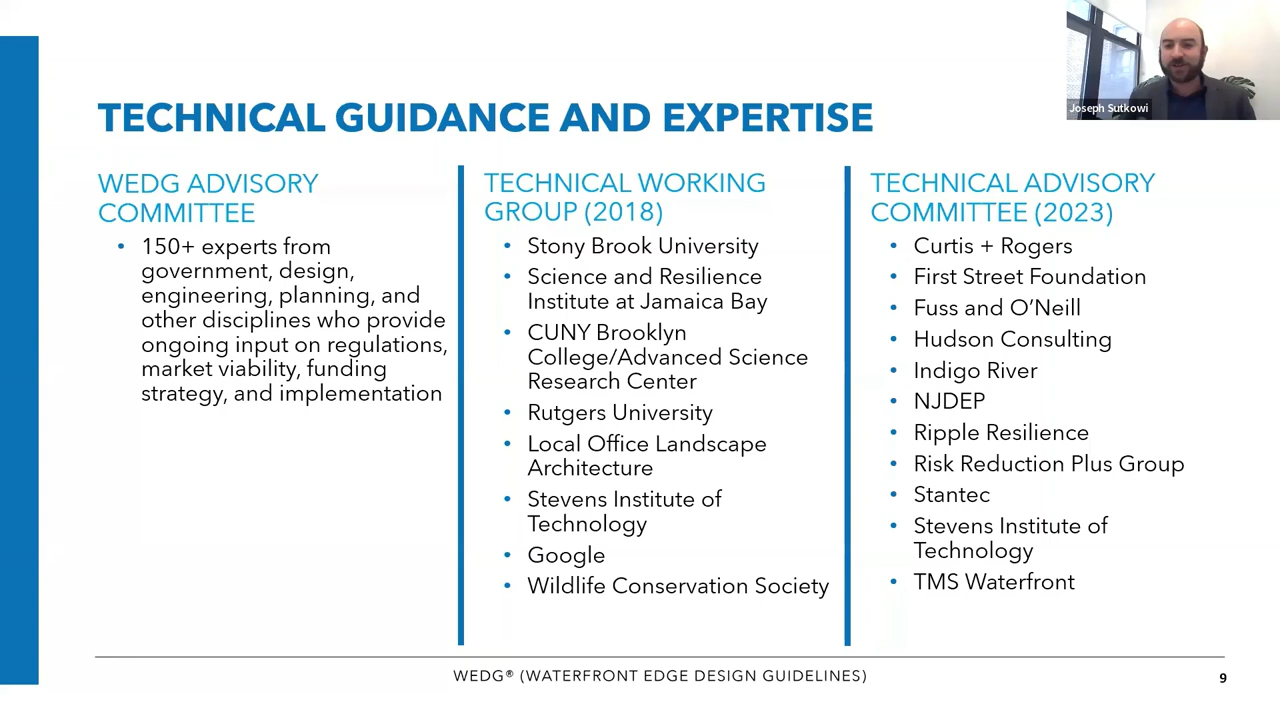 Joseph Sutkowi
TECHNICAL GUIDANCE AND EXPERTISE
WEDG ADVISORY
COMMITTEE
• 150+ experts from
government, design,
engineering, planning, and
other disciplines who provide
ongoing input on regulations,
market viability, funding
strategy, and implementation
TECHNICAL WORKING
GROUP (2018)
• Stony Brook University
• Science and Resilience
Institute at Jamaica Bay
• CUNY Brooklyn
College/Advanced Science
Research Center
• Rutgers University
• Local Office Landscape
Architecture
• Stevens Institute of
Technology
• Google
• Wildlife Conservation Society
TECHNICAL ADVISORY
COMMITTEE (2023)
• Curtis + Rogers
• First Street Foundation
• Fuss and O’Neill
• Hudson Consulting
• Indigo River
• NJDEP
• Ripple Resilience
• Risk Reduction Plus Group
• Stantec
• Stevens Institute of
Technology
• TMS Waterfront
WEDG® (WATERFRONT EDGE DESIGN GUIDELINES)
9